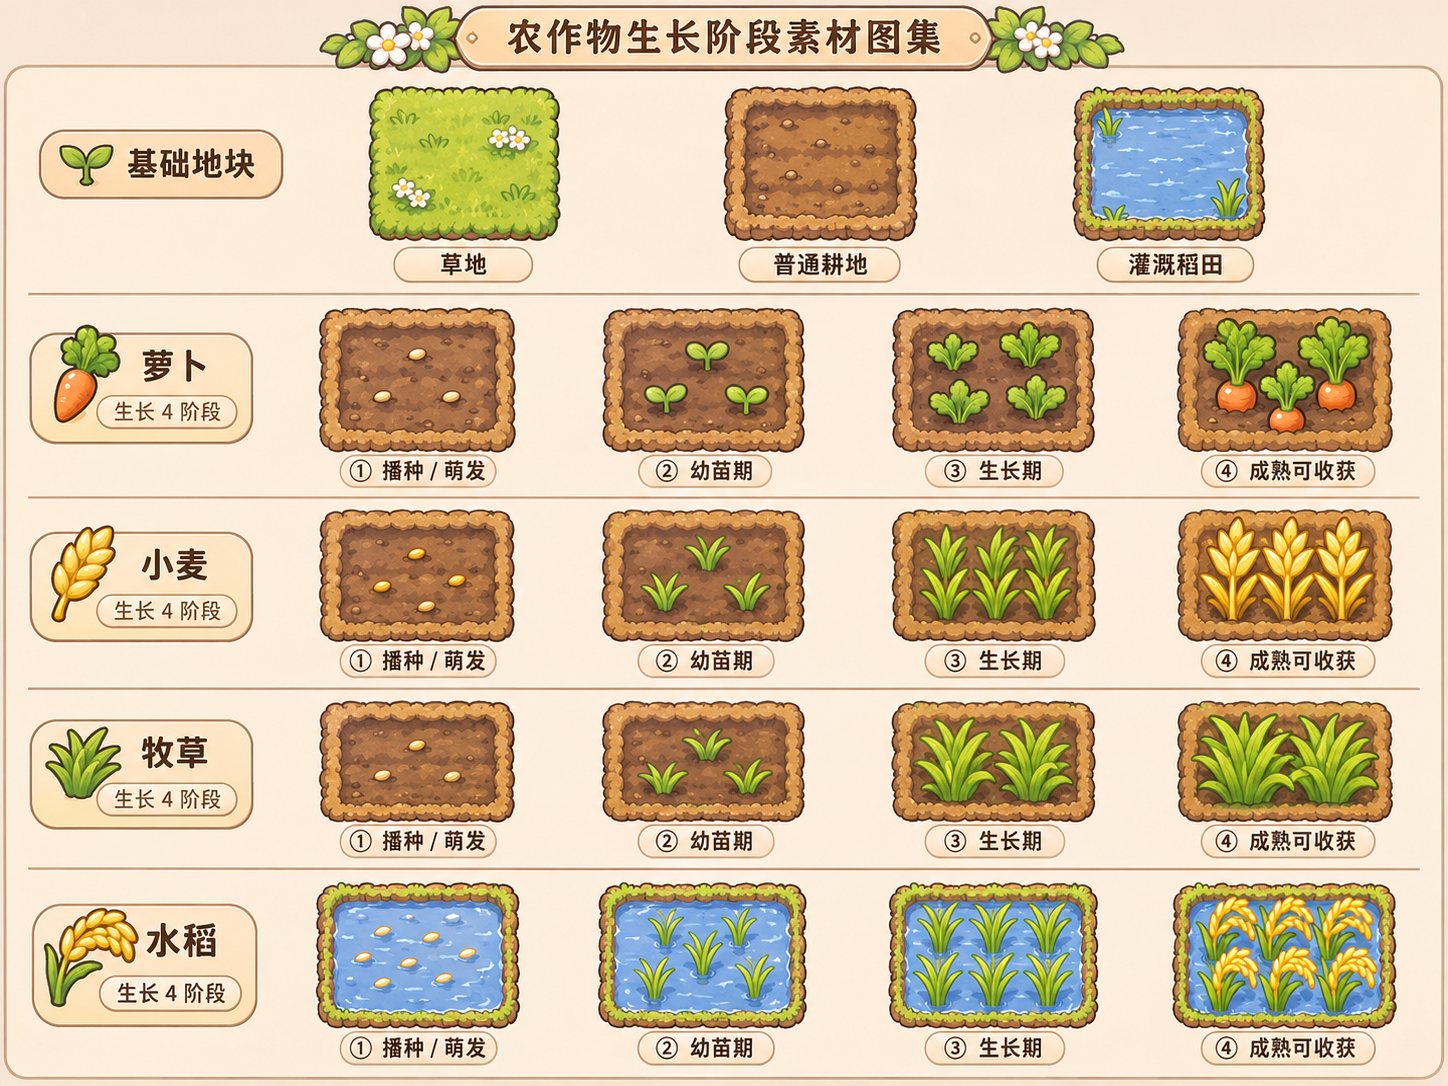 农作物生长阶段素材图集
基础地块
草地
普通耕地
灌溉稻田
萝卜
生长 4 阶段
① 播种 / 萌发
② 幼苗期
③ 生长期
④ 成熟可收获
小麦
生长 4 阶段
① 播种 / 萌发
② 幼苗期
③ 生长期
④ 成熟可收获
牧草
生长 4 阶段
① 播种 / 萌发
② 幼苗期
③ 生长期
④ 成熟可收获
水稻
生长 4 阶段
① 播种 / 萌发
② 幼苗期
③ 生长期
④ 成熟可收获